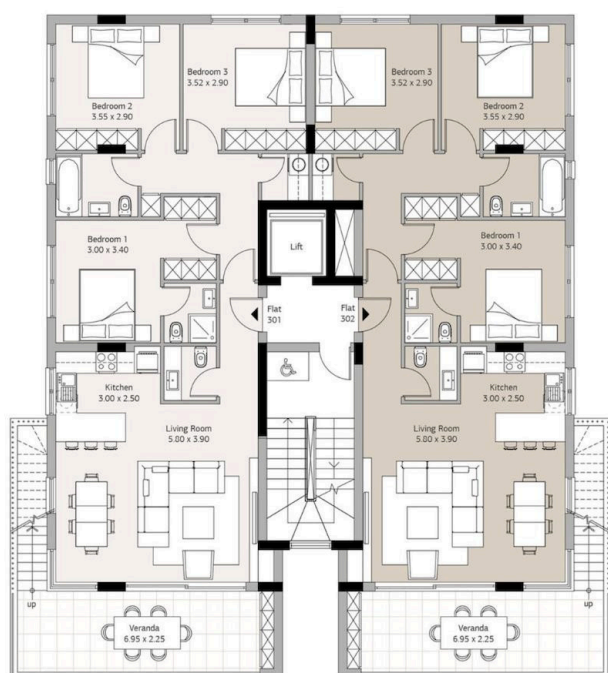 Bedroom 2
3.55 x 2.90
Bedroom 3
3.52 x 2.90
Bedroom 3
3.52 x 2.90
Bedroom 2
3.55 x 2.90
Bedroom 1
3.00 x 3.40
Lift
Bedroom 1
3.00 x 3.40
Flat
301
Flat
302
Kitchen
3.00 x 2.50
Kitchen
3.00 x 2.50
Living Room
5.80 x 3.90
Living Room
5.80 x 3.90
up
up
Veranda
6.95 x 2.25
Veranda
6.95 x 2.25